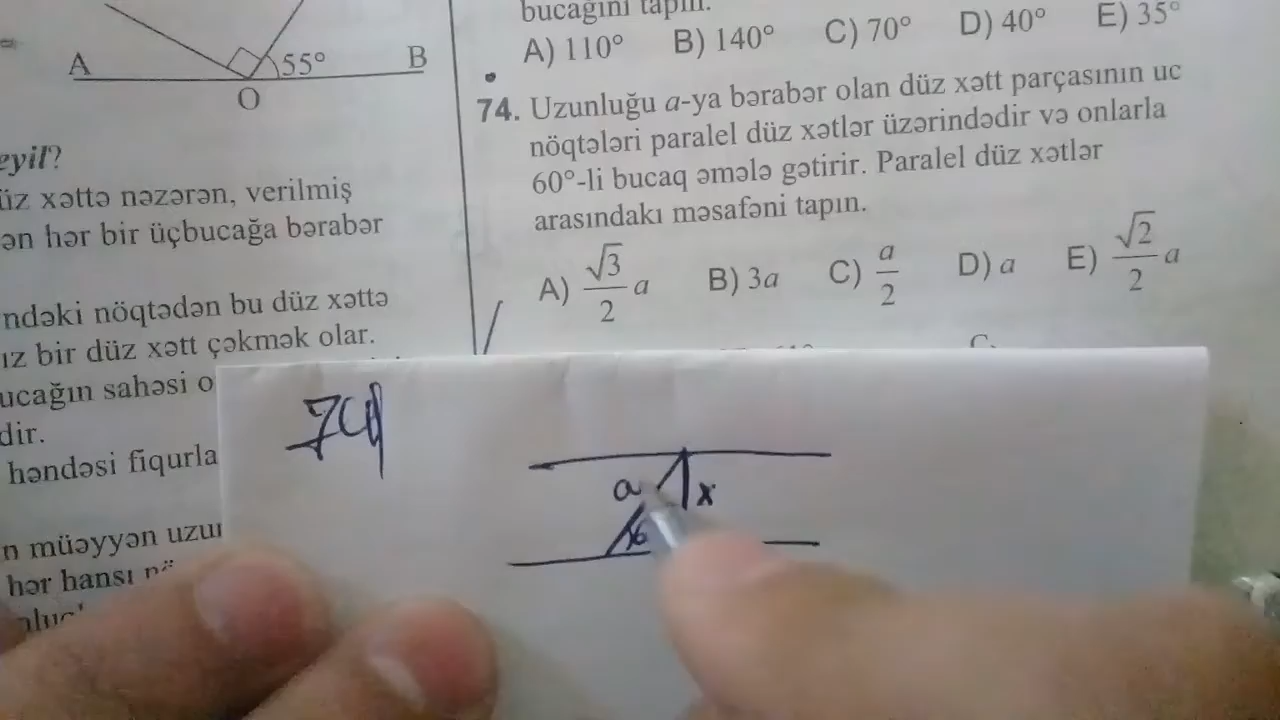 A
55°
B
O
eyil?
üz xəttə nəzərən, verilmiş
ən hər bir üçbucağa bərabər
ndəki nöqtədən bu düz xəttə
ız bir düz xətt çəkmək olar.
ucağın sahəsi o
dir.
həndəsi fiqurla
n müəyyən uzu
hər hansı
bucağını tapın.
A) 110° B) 140° C) 70° D) 40° E) 35°
74. Uzunluğu a-ya bərabər olan düz xətt parçasının uc
nöqtələri paralel düz xətlər üzərindədir və onlarla
60°-li bucaq əmələ gətirir. Paralel düz xətlər
arasındakı məsafəni tapın.
A) √3/2 a B) 3a C) a/2 D) a E) √2/2 a
74
a x
6